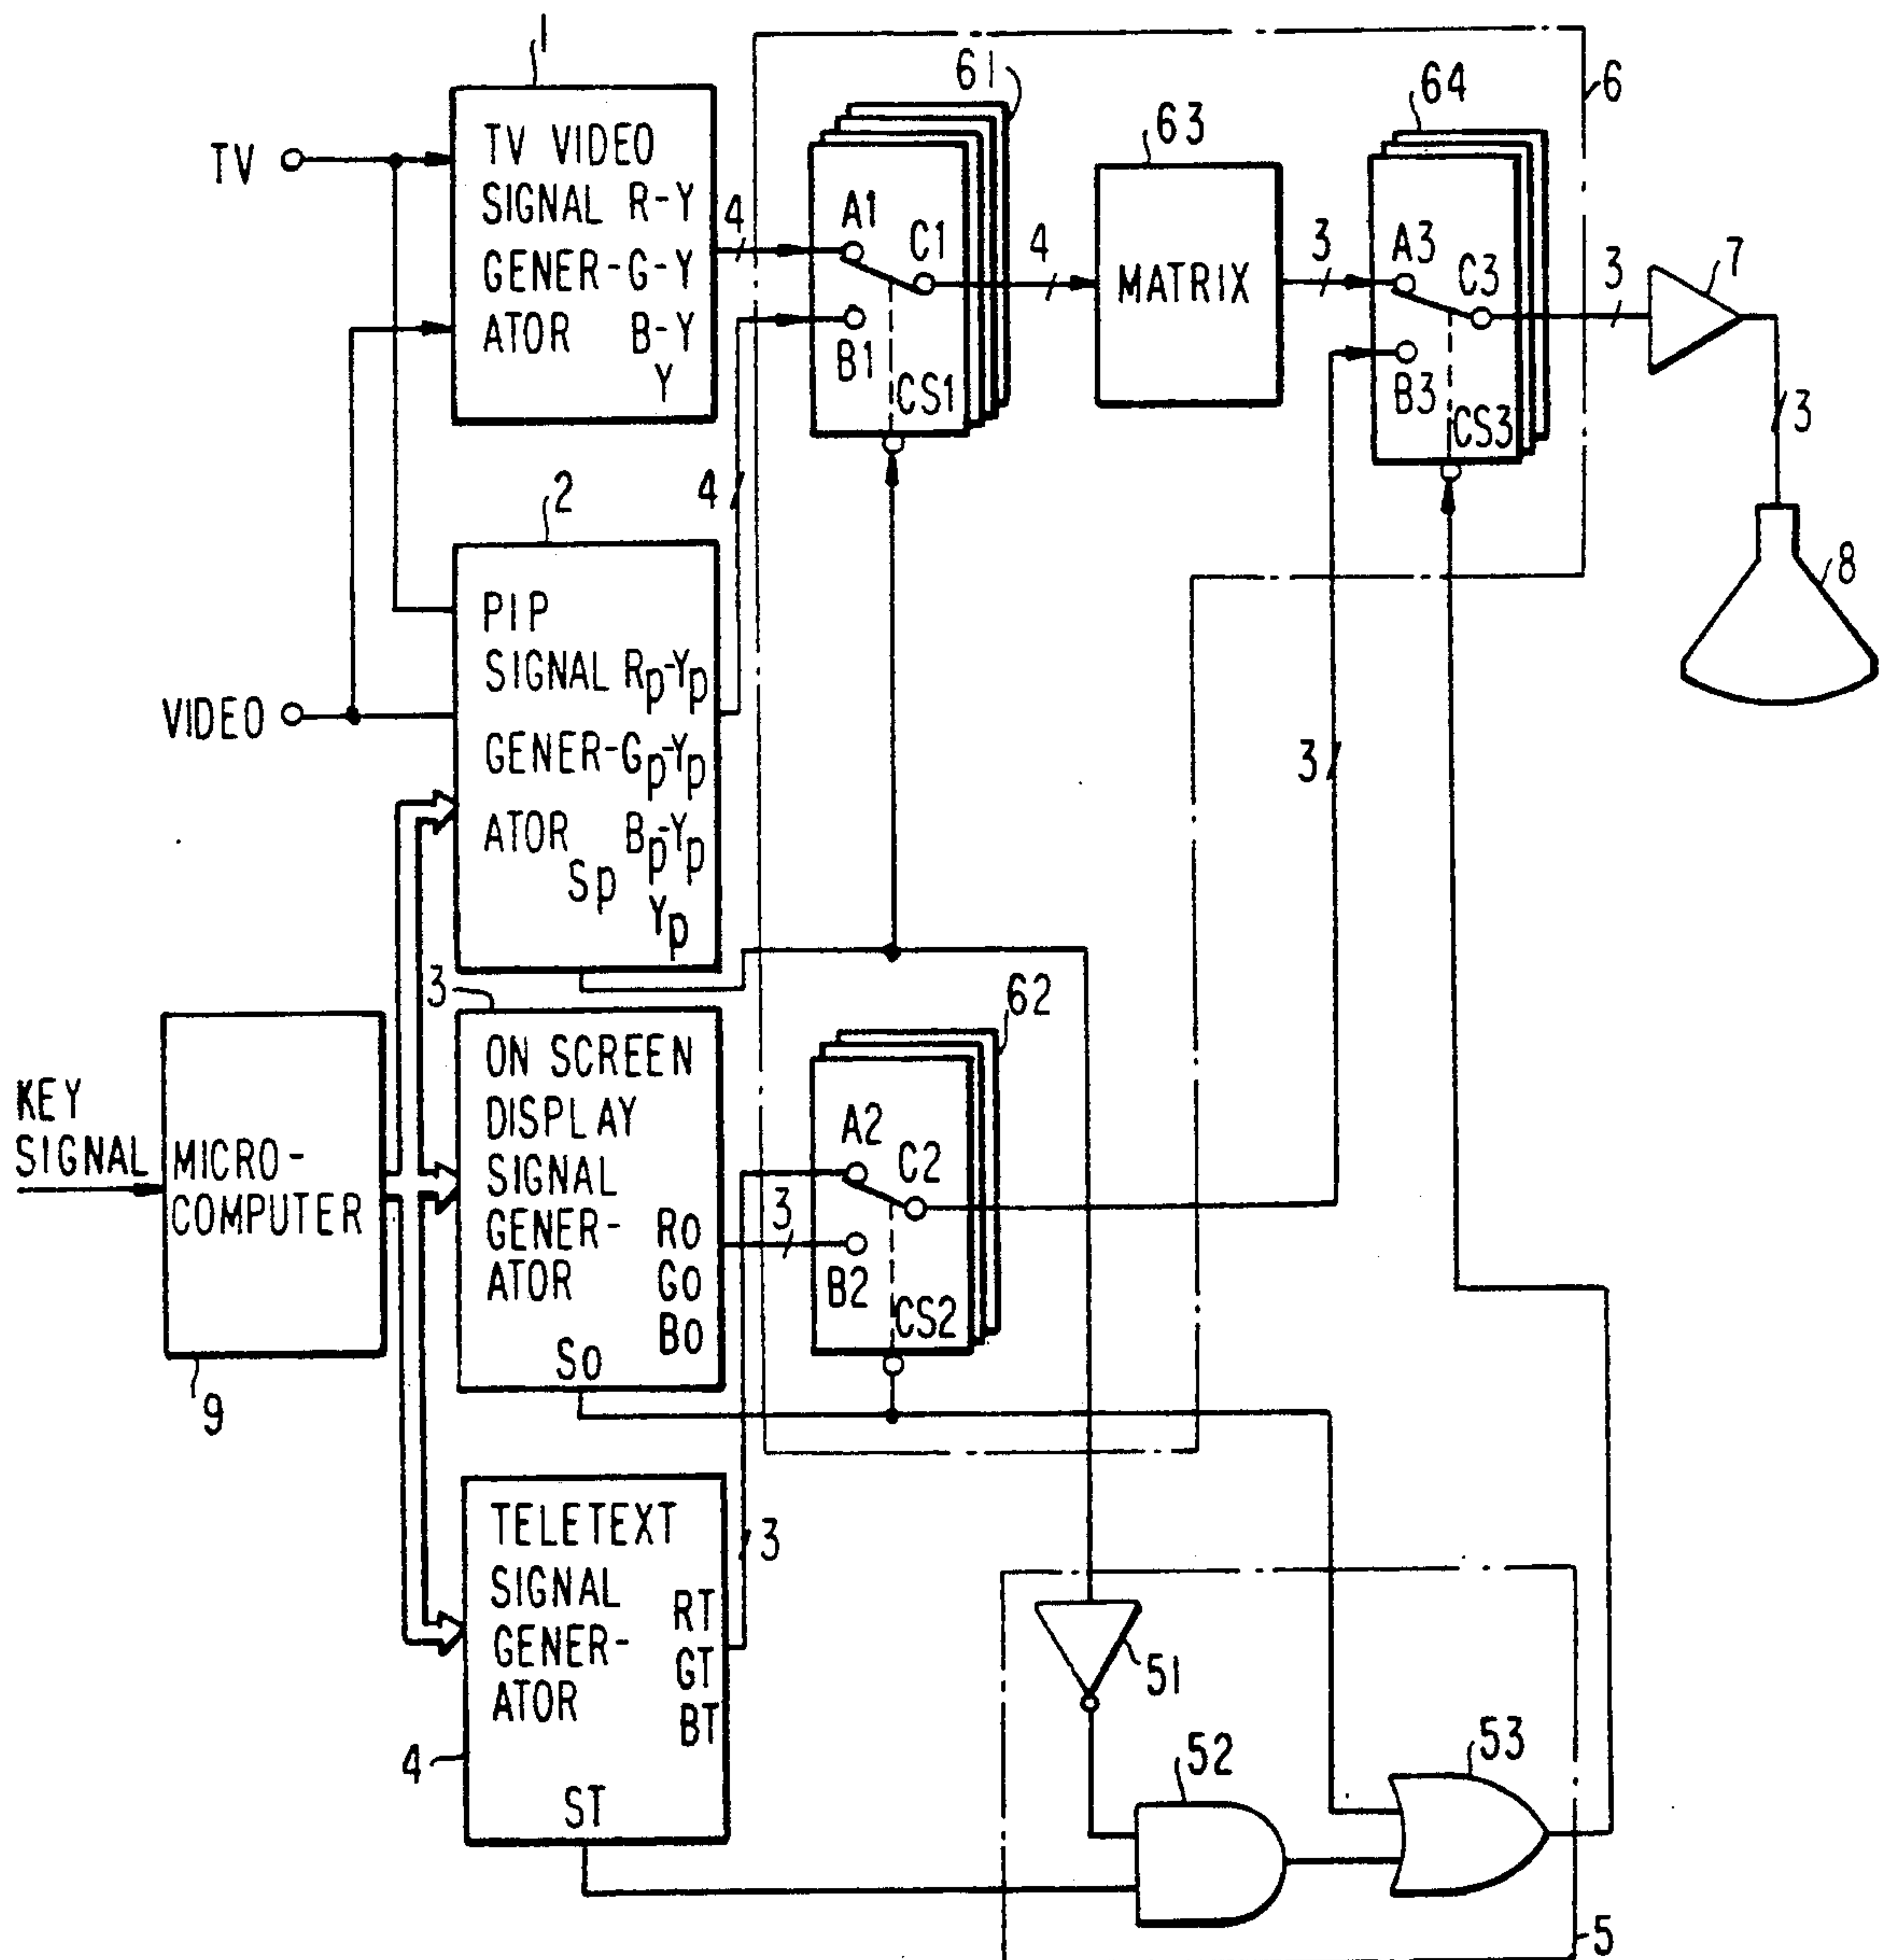 1
TV
TV VIDEO
SIGNAL R-Y
GENER-G-Y
ATOR B-Y
Y
4
61
A1
C1
B1
CS1
4
63
MATRIX
3
64
A3
C3
B3
CS3
6
3
7
3
8
2
VIDEO
PIP
SIGNAL Rp-Yp
GENER-Gp-Yp
ATOR Bp-Yp
Sp
Yp
4
3
3
KEY
SIGNAL
MICRO-
COMPUTER
9
ON SCREEN
DISPLAY
SIGNAL
GENER-
ATOR
Ro
Go
Bo
So
3
62
A2
C2
B2
CS2
TELETEXT
SIGNAL
GENER-
ATOR
RT
GT
BT
ST
4
3
51
52
53
5